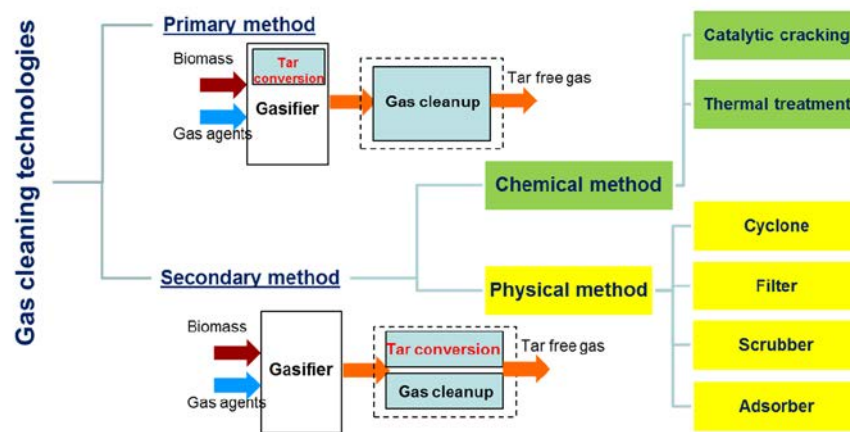 Gas cleaning technologies
Primary method
Biomass
Gas agents
Tar
conversion
Gasifier
Gas cleanup
Tar free gas
Secondary method
Biomass
Gas agents
Gasifier
Tar conversion
Gas cleanup
Tar free gas
Chemical method
Catalytic cracking
Thermal treatment
Physical method
Cyclone
Filter
Scrubber
Adsorber